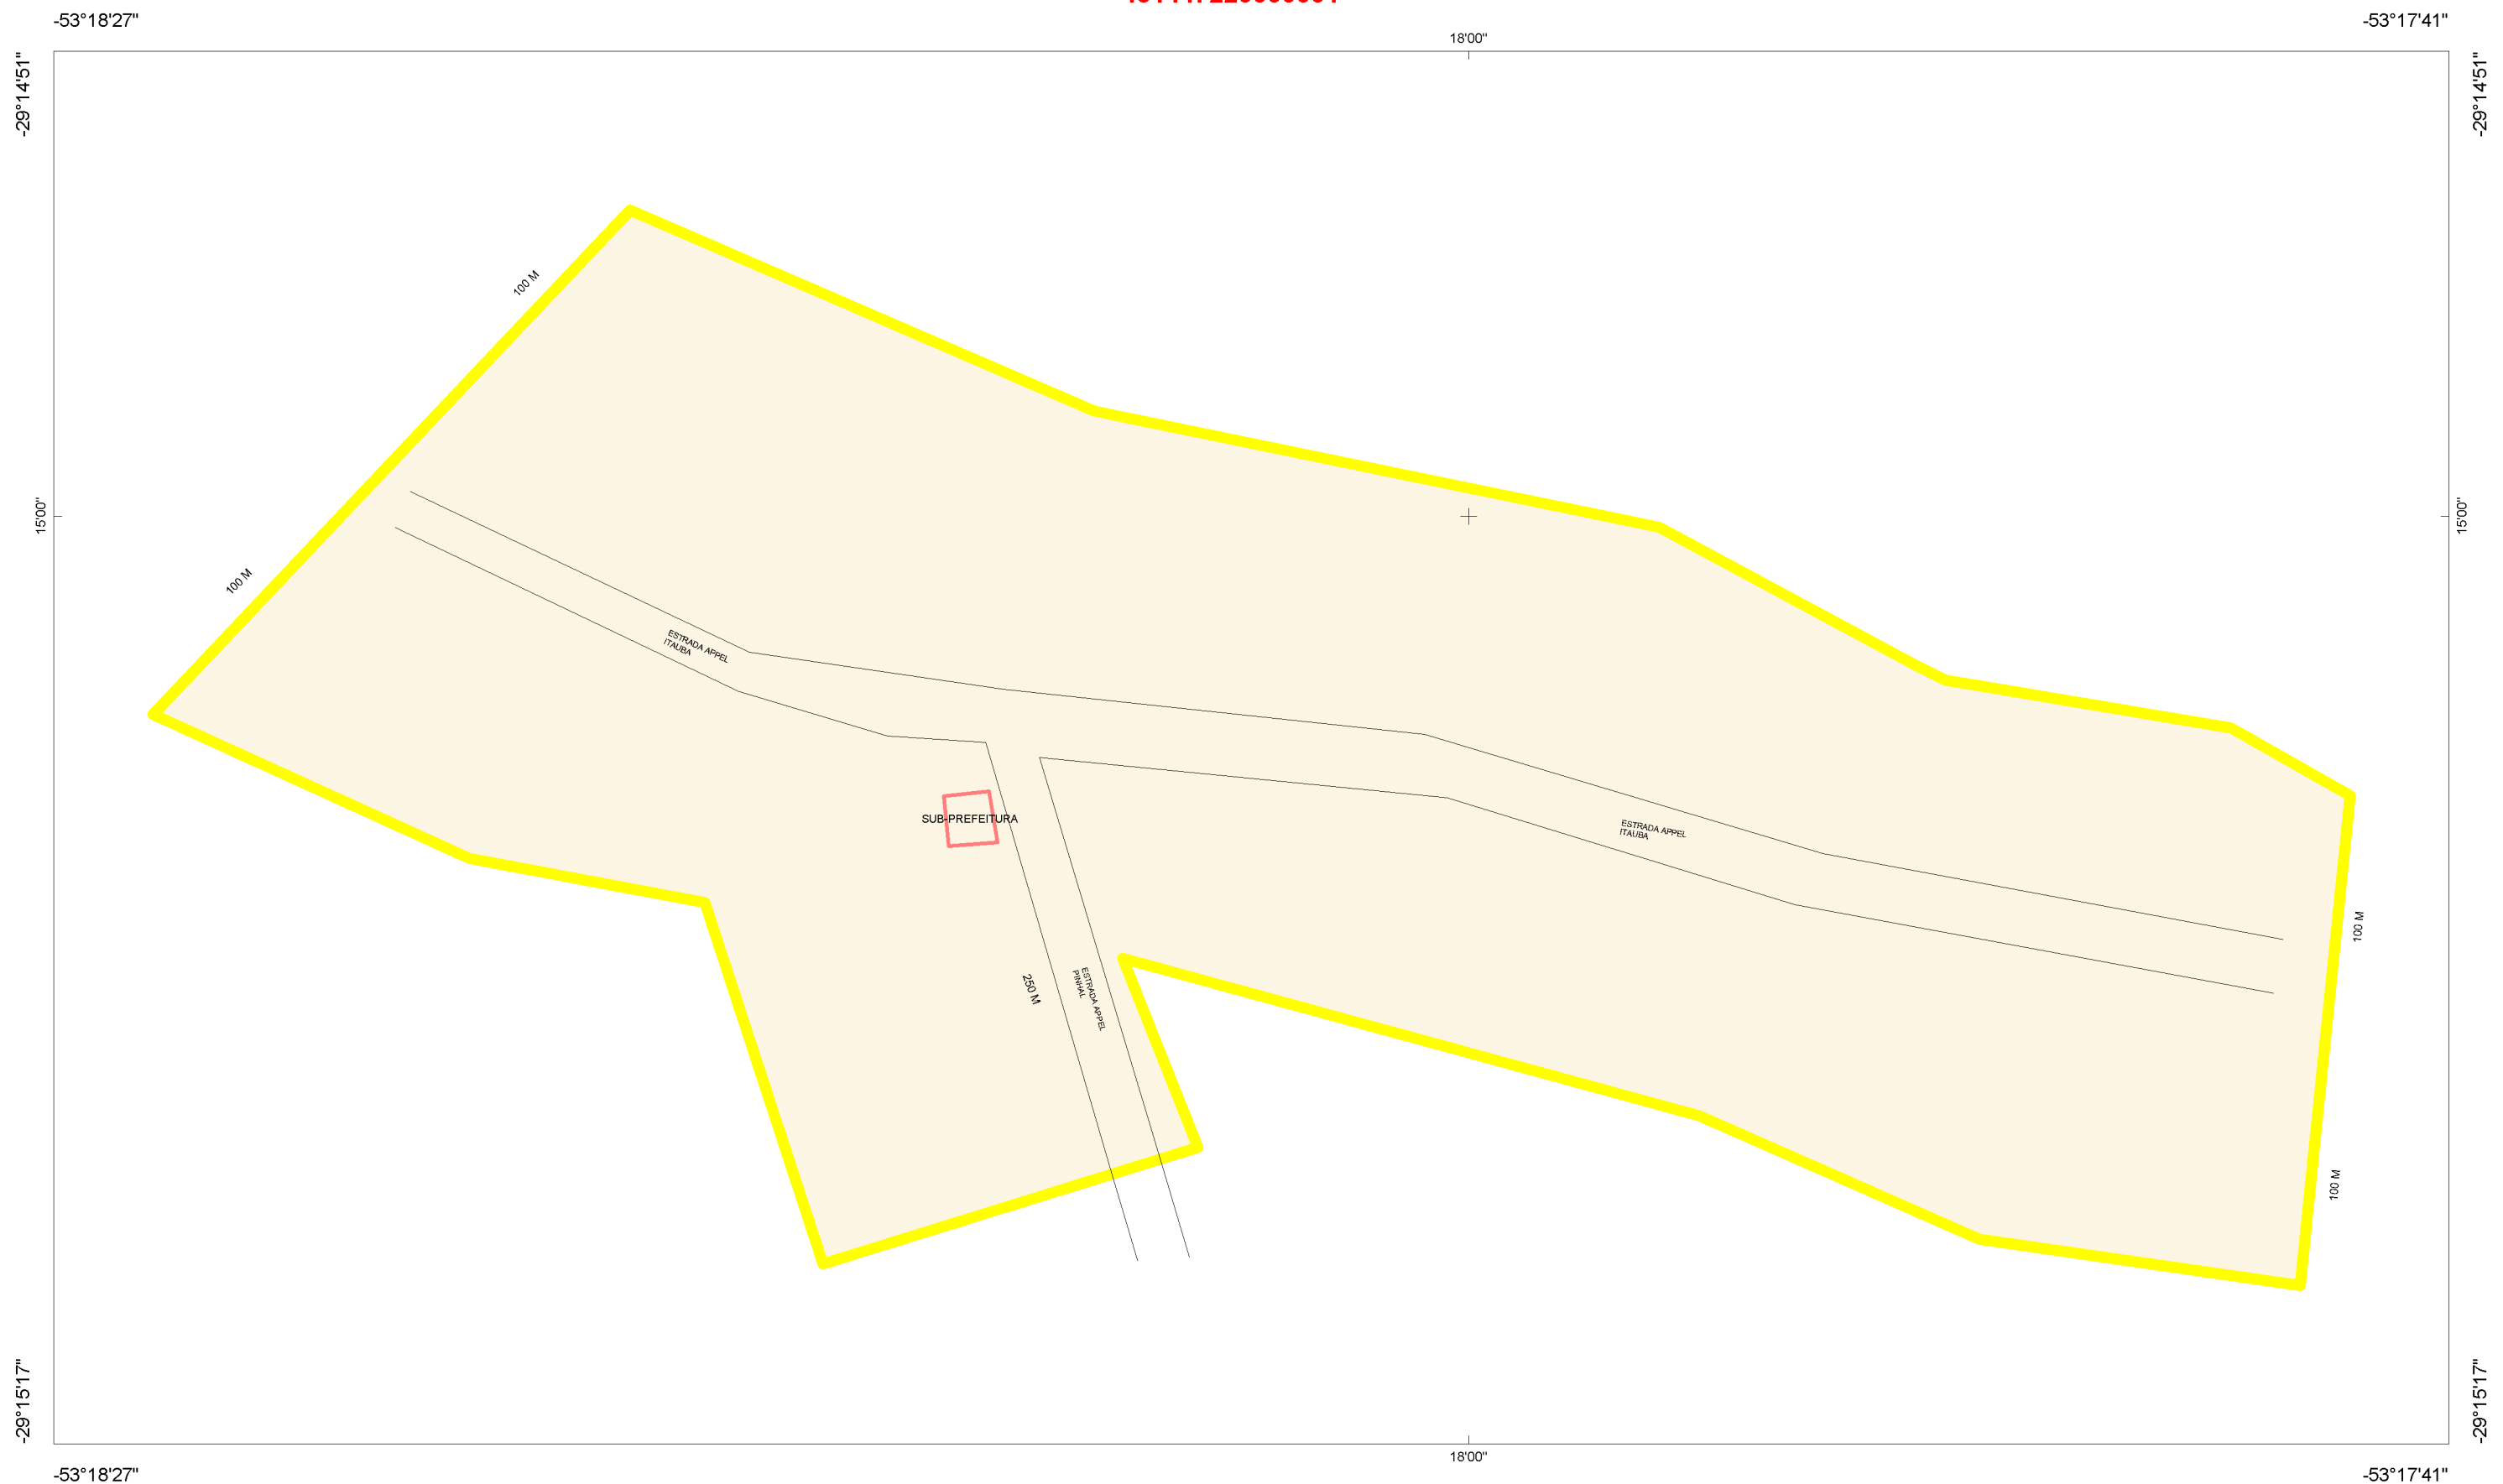 -53°18'27"
-53°17'41"
18'00"
-29°14'51"
-29°14'51"
100 M
15'00"
15'00"
100 M
ESTRADA APPEL
ITAUBA
SUB-PREFEITURA
ESTRADA APPEL
ITAUBA
100 M
250 M
ESTRADA APPEL
PINHAL
100 M
-29°15'17"
-29°15'17"
18'00"
-53°18'27"
-53°17'41"